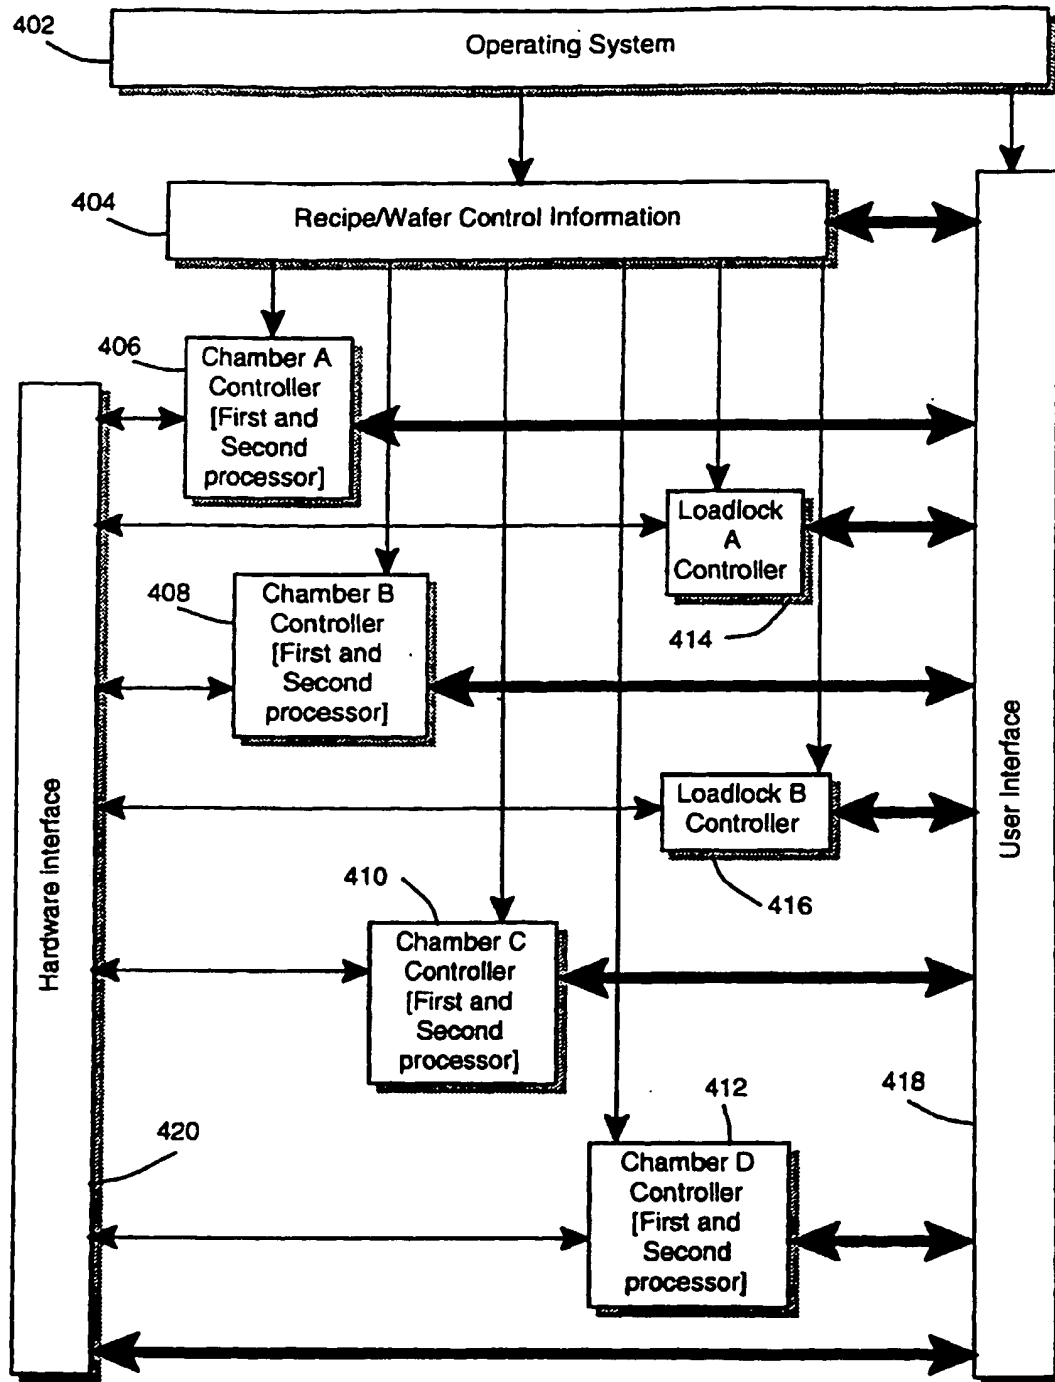 402
Operating System
404
Recipe/Wafer Control Information
406
Chamber A
Controller
[First and
Second
processor]
Loadlock
A
Controller
414
408
Chamber B
Controller
[First and
Second
processor]
Hardware interface
User Interface
Loadlock B
Controller
416
410
Chamber C
Controller
[First and
Second
processor]
418
412
420
Chamber D
Controller
[First and
Second
processor]